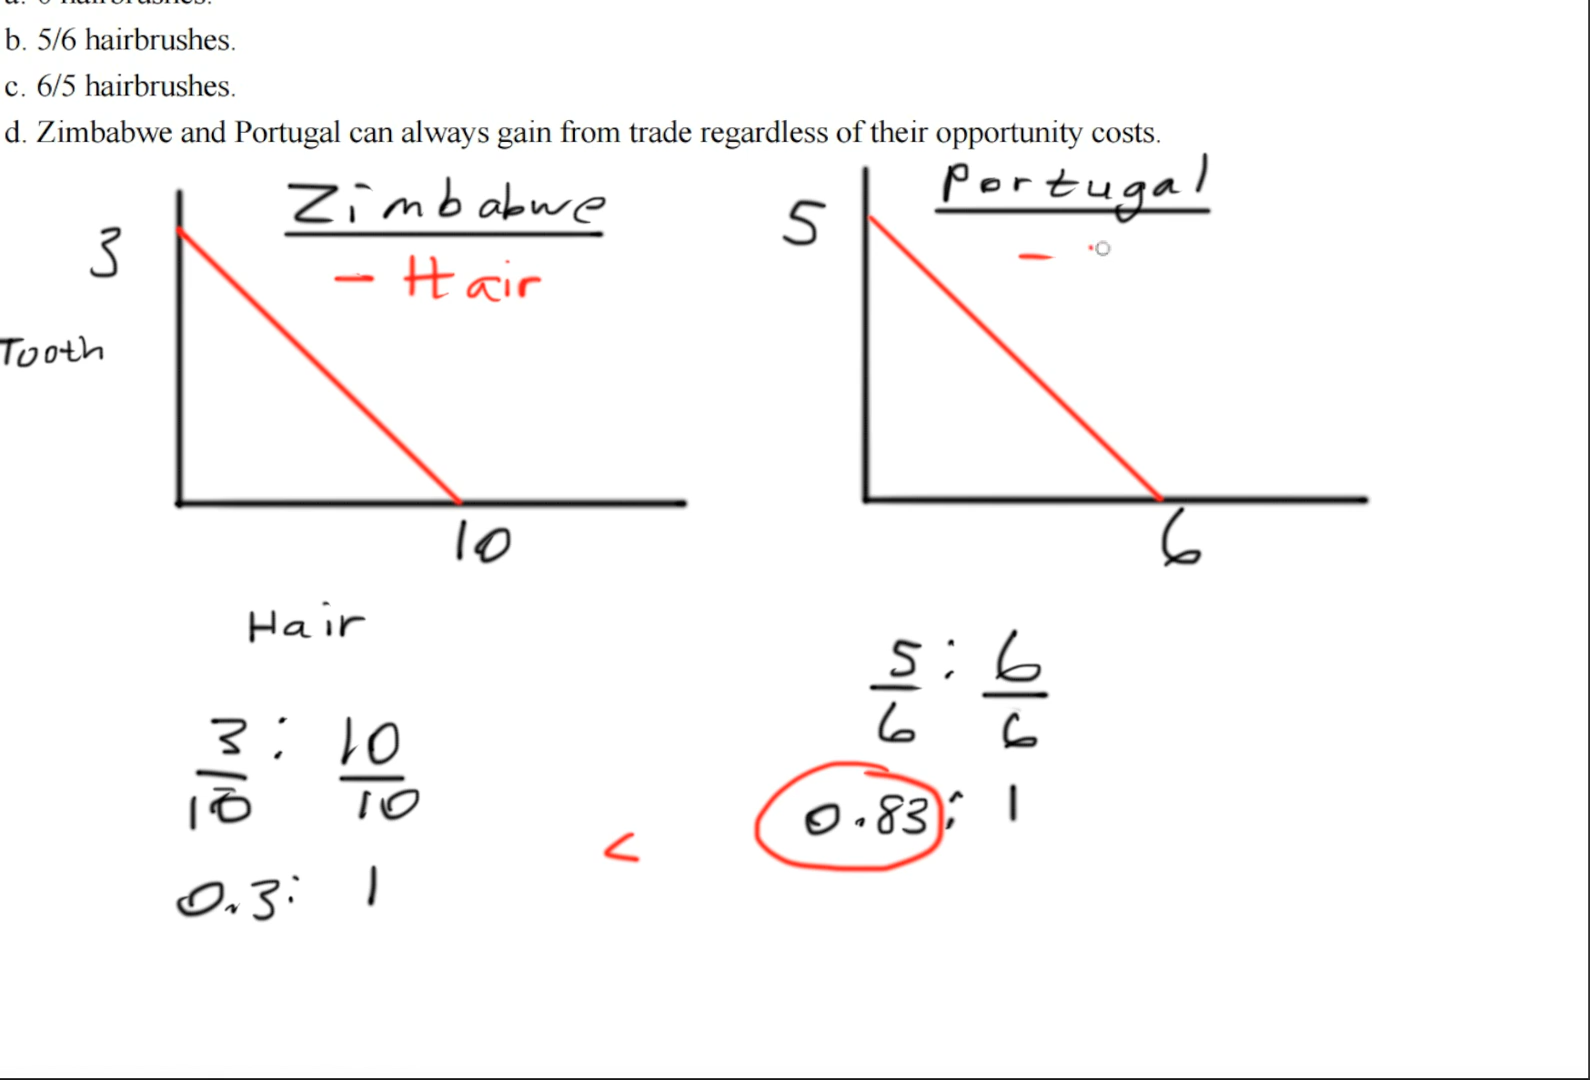 a. 6 hairbrushes.
b. 5/6 hairbrushes.
c. 6/5 hairbrushes.
d. Zimbabwe and Portugal can always gain from trade regardless of their opportunity costs.
Zimbabwe
- Hair
3
Tooth
10
Hair
3 : 10
10 10
0.3 : 1
<
Portugal
-
5
6
5 : 6
6 6
0.83 : 1